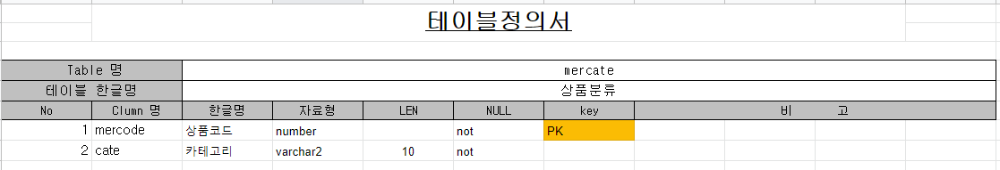 테이블정의서
Table 명 mercate
테이블 한글명 상품분류
No Clumn 명 한글명 자료형 LEN NULL key 비 고
1 mercode 상품코드 number not PK
2 cate 카테고리 varchar2 10 not